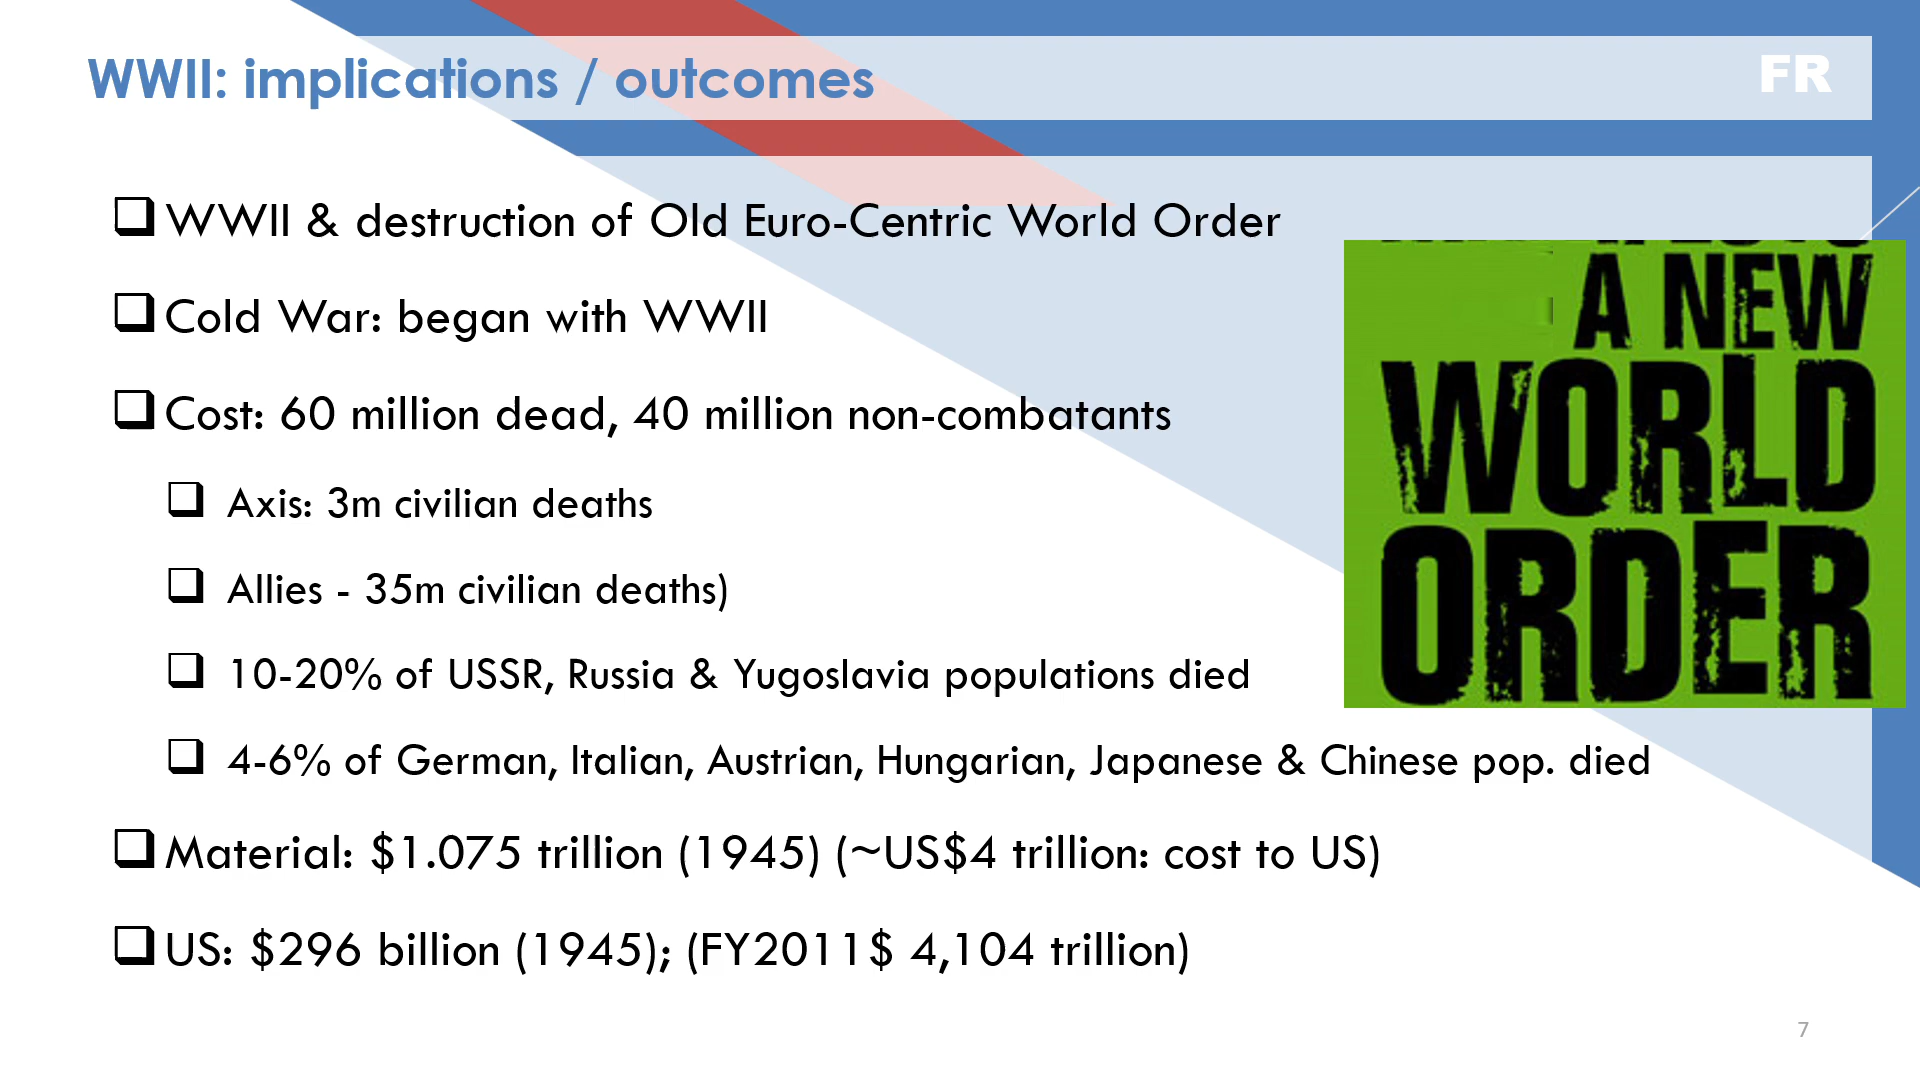 WWII: implications / outcomes
FR
WWII & destruction of Old Euro-Centric World Order
Cold War: began with WWII
Cost: 60 million dead, 40 million non-combatants
Axis: 3m civilian deaths
Allies - 35m civilian deaths)
10-20% of USSR, Russia & Yugoslavia populations died
4-6% of German, Italian, Austrian, Hungarian, Japanese & Chinese pop. died
Material: $1.075 trillion (1945) (~US$4 trillion: cost to US)
US: $296 billion (1945); (FY2011$ 4,104 trillion)
A NEW
WORLD
ORDER
7